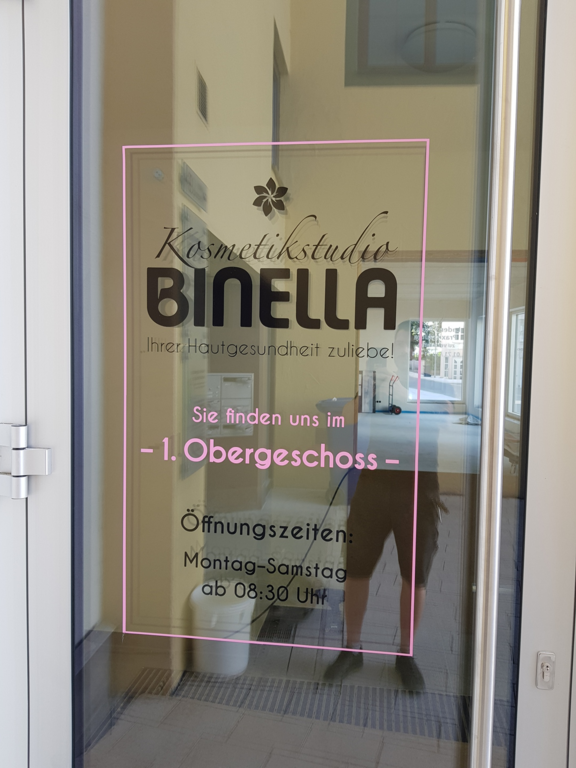 Kosmetikstudio
BINELLA
Ihrer Hautgesundheit zuliebe!
Sie finden uns im
– 1. Obergeschoss –
Öffnungszeiten:
Montag–Samstag
ab 08:30 Uhr